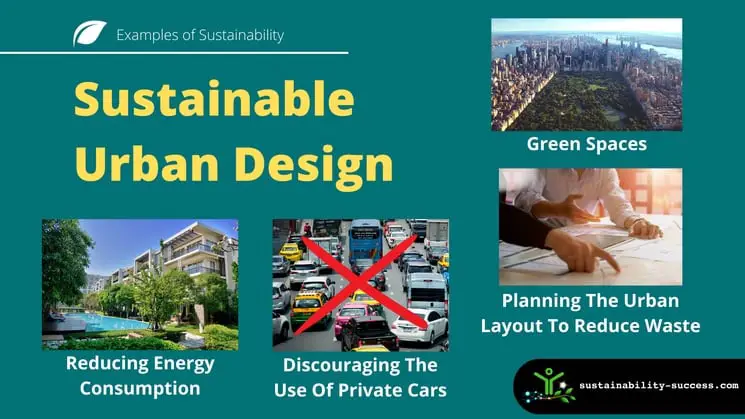 Examples of Sustainability
Sustainable
Urban Design
Green Spaces
Planning The Urban
Layout To Reduce Waste
Reducing Energy
Consumption
Discouraging The
Use Of Private Cars
sustainability-success.com